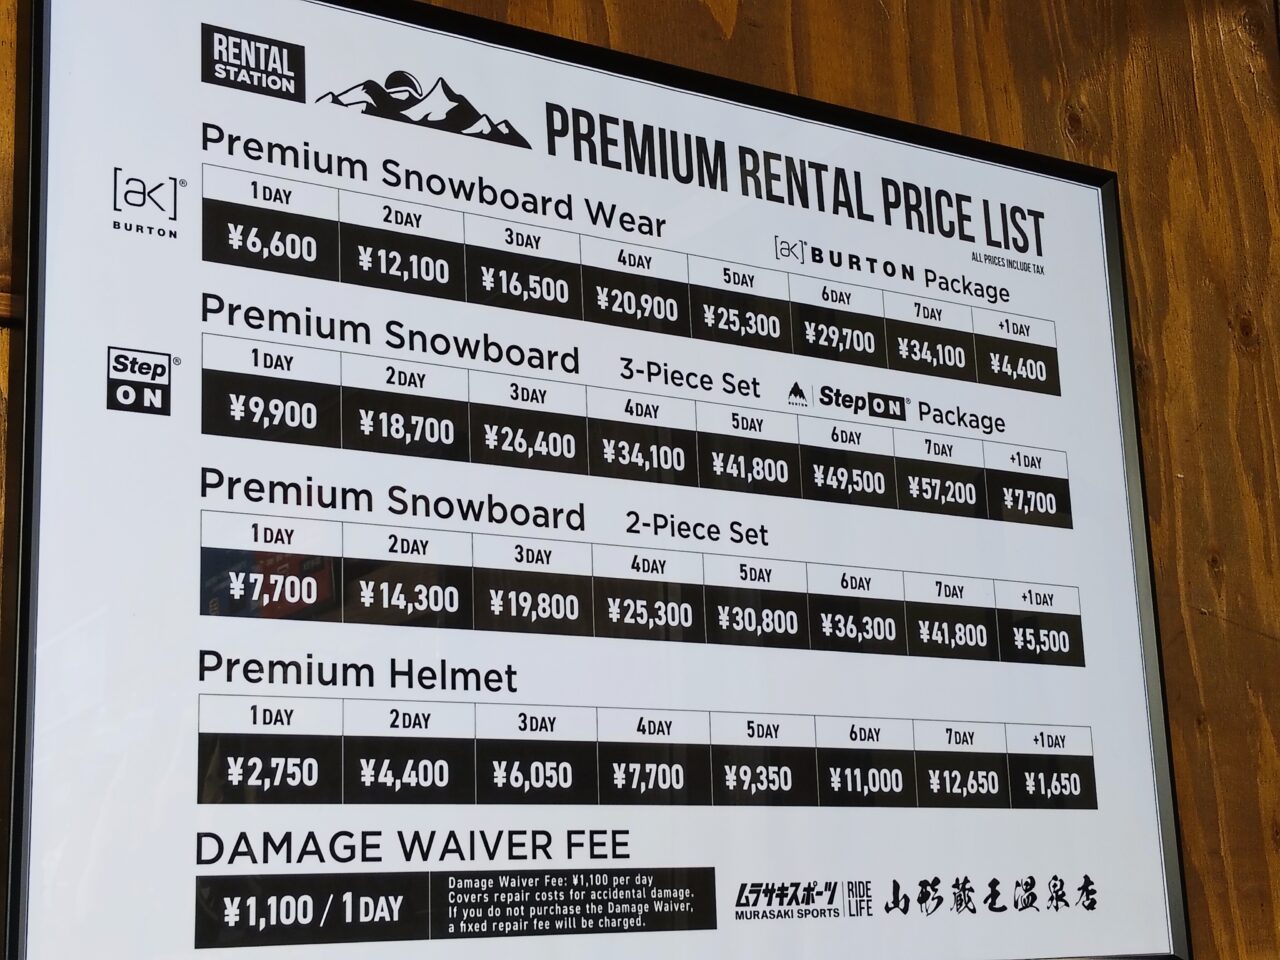 RENTAL
STATION
PREMIUM RENTAL PRICE LIST
ALL PRICES INCLUDE TAX
[ak]®
BURTON
Premium Snowboard Wear
[ak]® BURTON Package
1DAY 2DAY 3DAY 4DAY 5DAY 6DAY 7DAY +1DAY
¥6,600 ¥12,100 ¥16,500 ¥20,900 ¥25,300 ¥29,700 ¥34,100 ¥4,400
Step ON®
Premium Snowboard 3-Piece Set BURTON Step ON® Package
1DAY 2DAY 3DAY 4DAY 5DAY 6DAY 7DAY +1DAY
¥9,900 ¥18,700 ¥26,400 ¥34,100 ¥41,800 ¥49,500 ¥57,200 ¥7,700
Premium Snowboard 2-Piece Set
1DAY 2DAY 3DAY 4DAY 5DAY 6DAY 7DAY +1DAY
¥7,700 ¥14,300 ¥19,800 ¥25,300 ¥30,800 ¥36,300 ¥41,800 ¥5,500
Premium Helmet
1DAY 2DAY 3DAY 4DAY 5DAY 6DAY 7DAY +1DAY
¥2,750 ¥4,400 ¥6,050 ¥7,700 ¥9,350 ¥11,000 ¥12,650 ¥1,650
DAMAGE WAIVER FEE
¥1,100 / 1DAY
Damage Waiver Fee: ¥1,100 per day
Covers repair costs for accidental damage.
If you do not purchase the Damage Waiver,
a fixed repair fee will be charged.
ムラサキスポーツ
MURASAKI SPORTS
RIDE
LIFE
山形蔵王温泉店